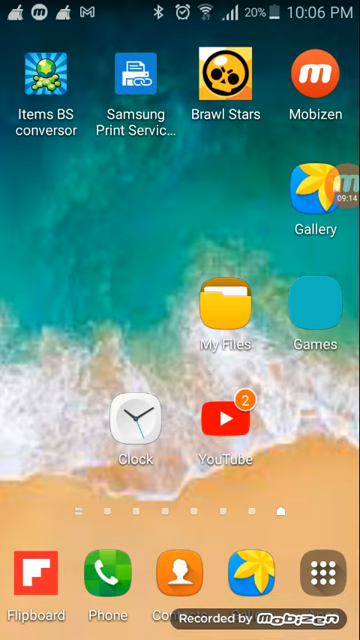 20% 10:06 PM
Items BS
conversor
Samsung
Print Servic...
Brawl Stars
Mobizen
09:14
Gallery
My Files
Games
2
Clock
YouTube
Flipboard
Phone
Recorded by mobizen